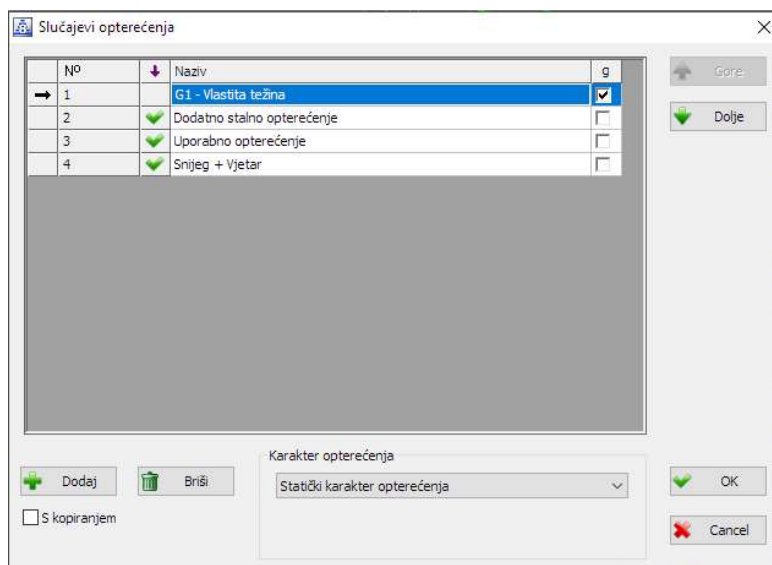 Slučajevi opterećenja
Nº Naziv g
1 G1 - Vlastita težina
2 Dodatno stalno opterećenje
3 Uporabno opterećenje
4 Snijeg + Vjetar
Gore
Dolje
Karakter opterećenja
Dodaj Briši Statički karakter opterećenja OK
S kopiranjem
Cancel